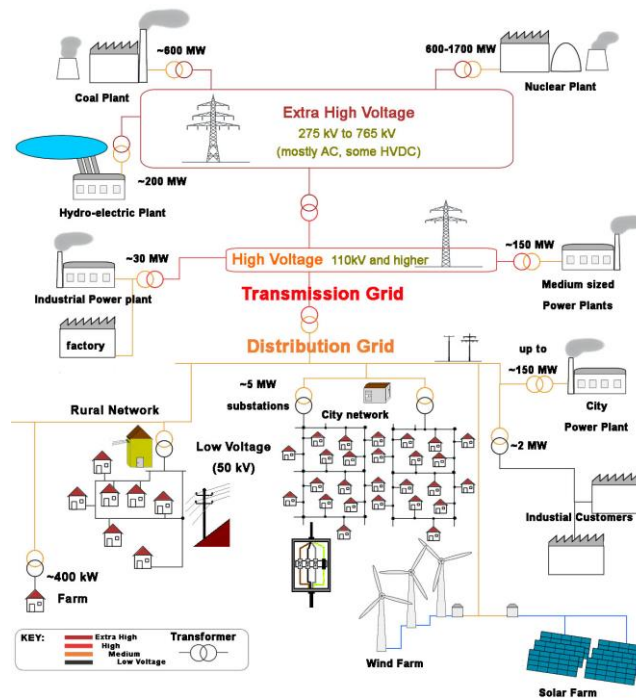 ~600 MW
600-1700 MW
Coal Plant
Nuclear Plant
Extra High Voltage
275 kV to 765 kV
(mostly AC, some HVDC)
~200 MW
Hydro-electric Plant
~30 MW
High Voltage 110kV and higher
~150 MW
Industrial Power plant
Medium sized
Power Plants
Transmission Grid
factory
Distribution Grid
up to
~150 MW
~5 MW
substations
City network
City
Power Plant
Rural Network
Low Voltage
(50 kV)
~2 MW
Industial Customers
~400 kW
Farm
Wind Farm
Solar Farm
KEY:
Extra High
High
Medium
Low Voltage
Transformer